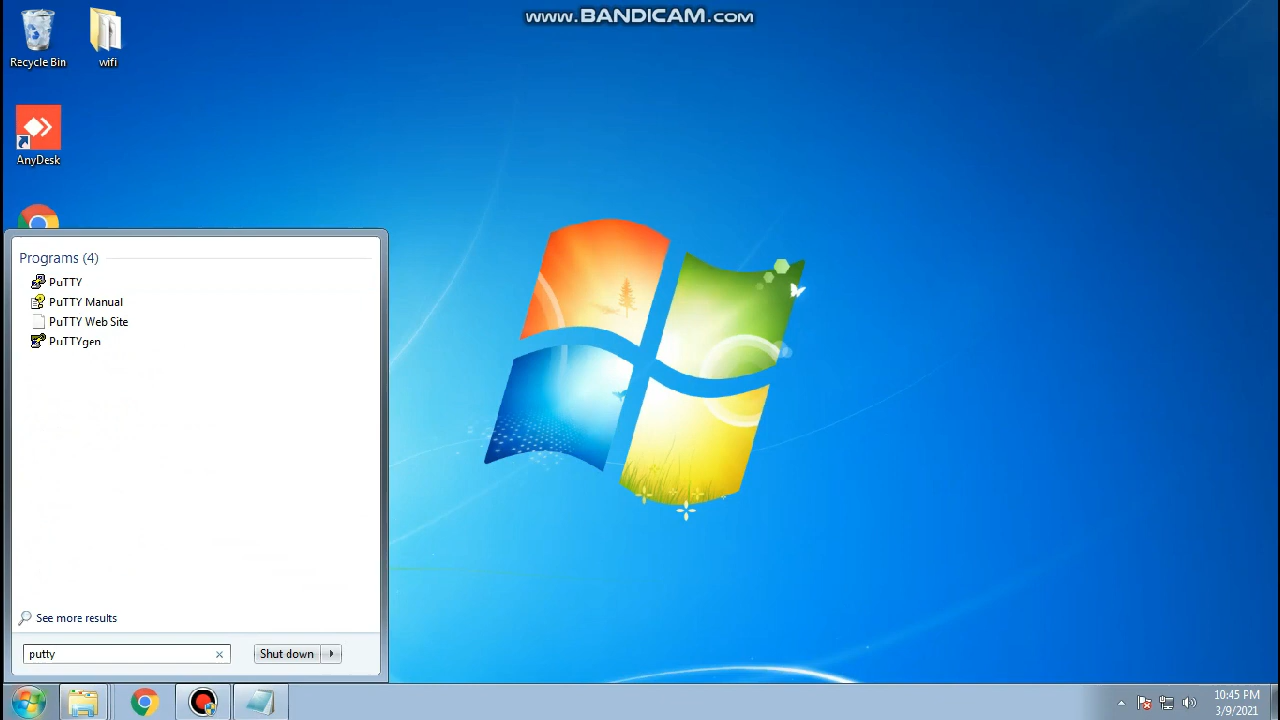 www.BANDICAM.com
Recycle Bin
wifi
AnyDesk
Programs (4)
PuTTY
PuTTY Manual
PuTTY Web Site
PuTTYgen
See more results
putty
Shut down
10:45 PM
3/9/2021